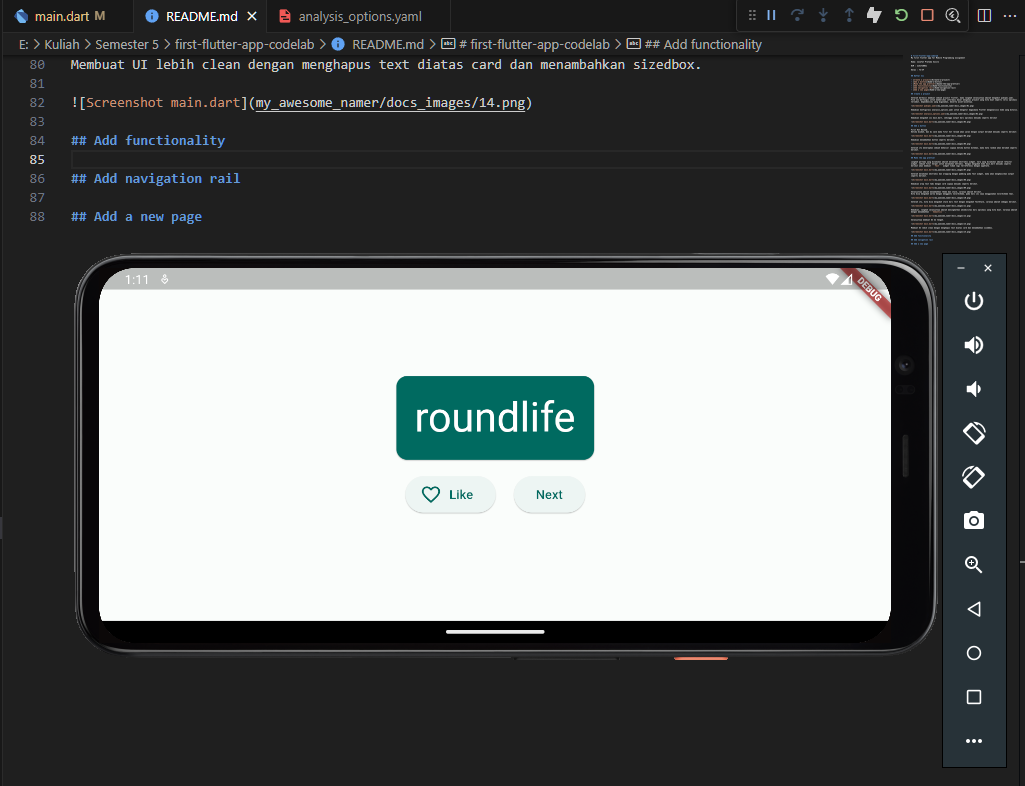 main.dart M README.md analysis_options.yaml
E: > Kuliah > Semester 5 > first-flutter-app-codelab > README.md > # first-flutter-app-codelab > ## Add functionality
80 Membuat UI lebih clean dengan menghapus text diatas card dan menambahkan sizedbox.
81
82 ![Screenshot main.dart](my_awesome_namer/docs_images/14.png)
83
84 ## Add functionality
85
86 ## Add navigation rail
87
88 ## Add a new page
1:11
DEBUG
roundlife
Like Next